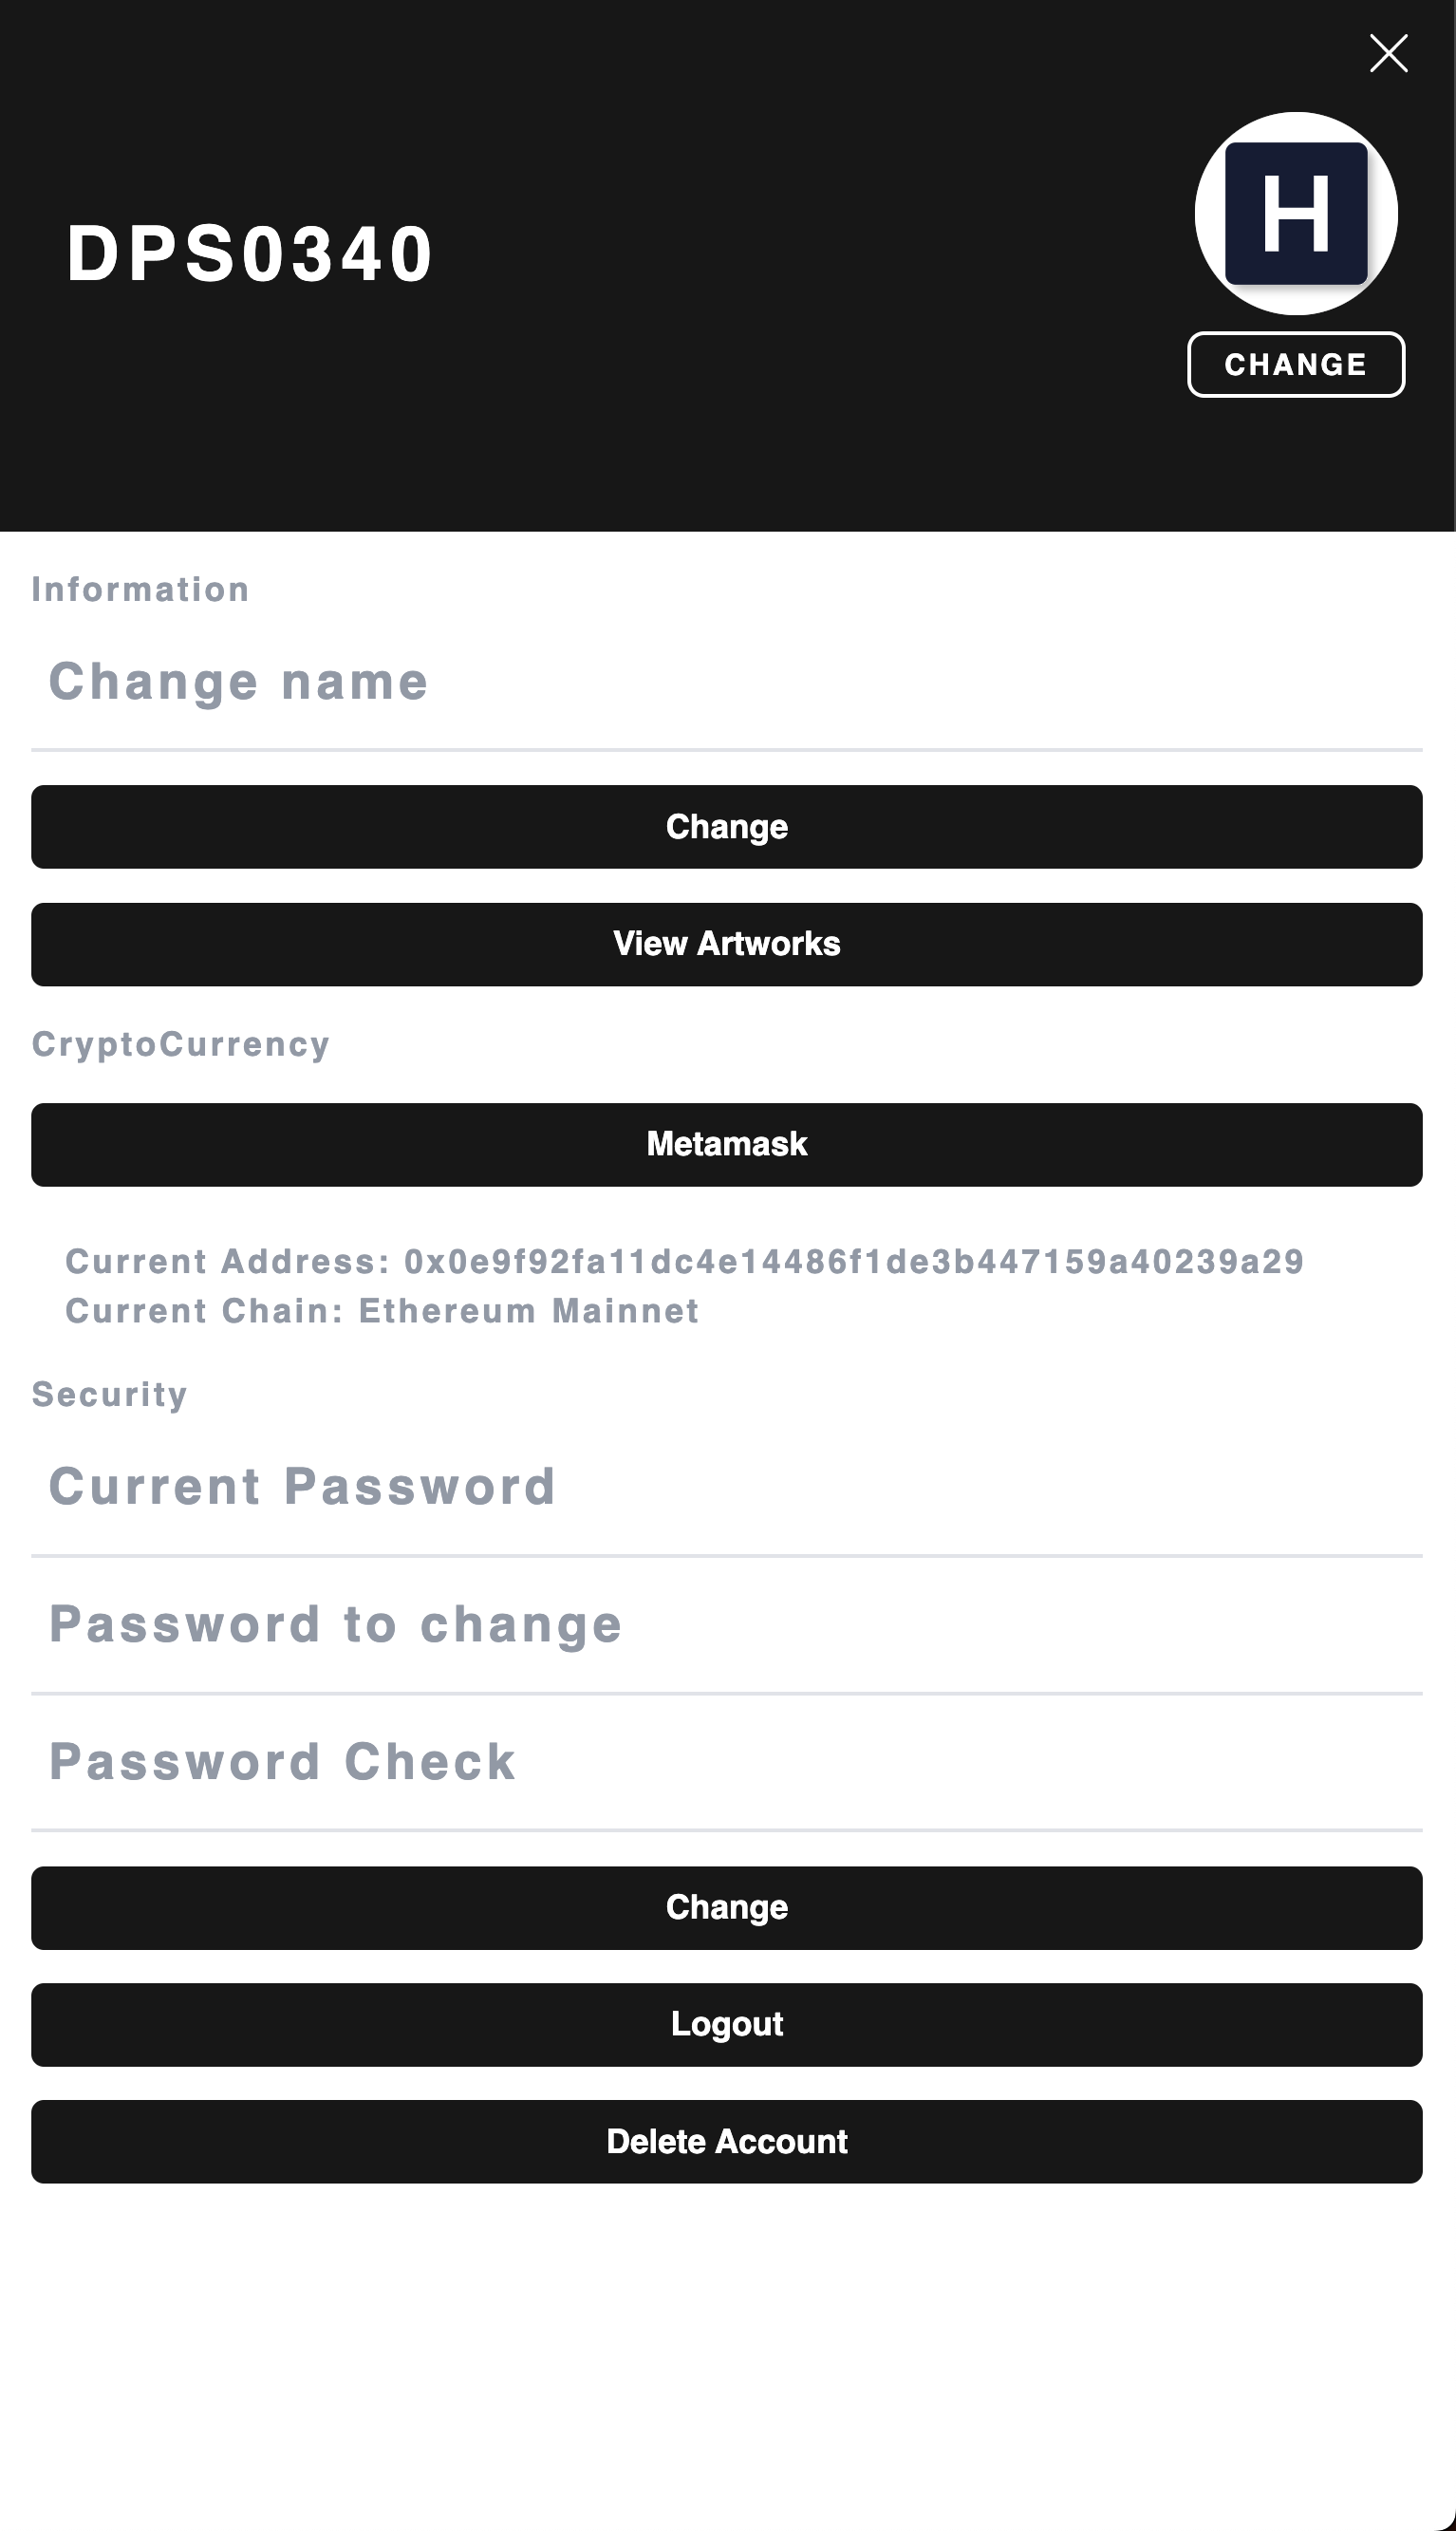 H
DPS0340
CHANGE
Information
Change name
Change
View Artworks
CryptoCurrency
Metamask
Current Address: 0x0e9f92fa11dc4e14486f1de3b447159a40239a29
Current Chain: Ethereum Mainnet
Security
Current Password
Password to change
Password Check
Change
Logout
Delete Account